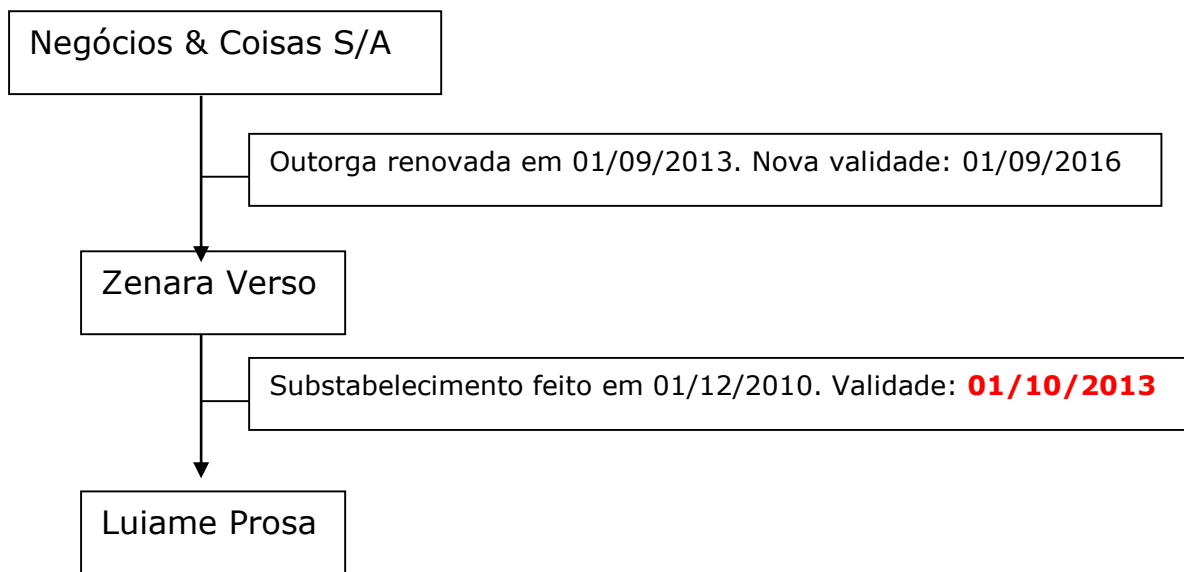 Negócios & Coisas S/A
Outorga renovada em 01/09/2013. Nova validade: 01/09/2016
Zenara Verso
Substabelecimento feito em 01/12/2010. Validade: 01/10/2013
Luiame Prosa